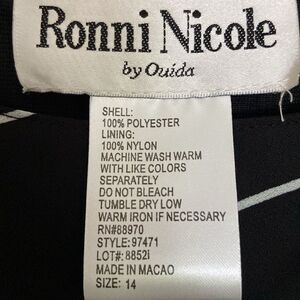 Ronni Nicole
by Ouida
SHELL:
100% POLYESTER
LINING:
100% NYLON
MACHINE WASH WARM
WITH LIKE COLORS
SEPARATELY
DO NOT BLEACH
TUMBLE DRY LOW
WARM IRON IF NECESSARY
RN#88970
STYLE: 97471
LOT#: 8852i
MADE IN MACAO
SIZE: 14